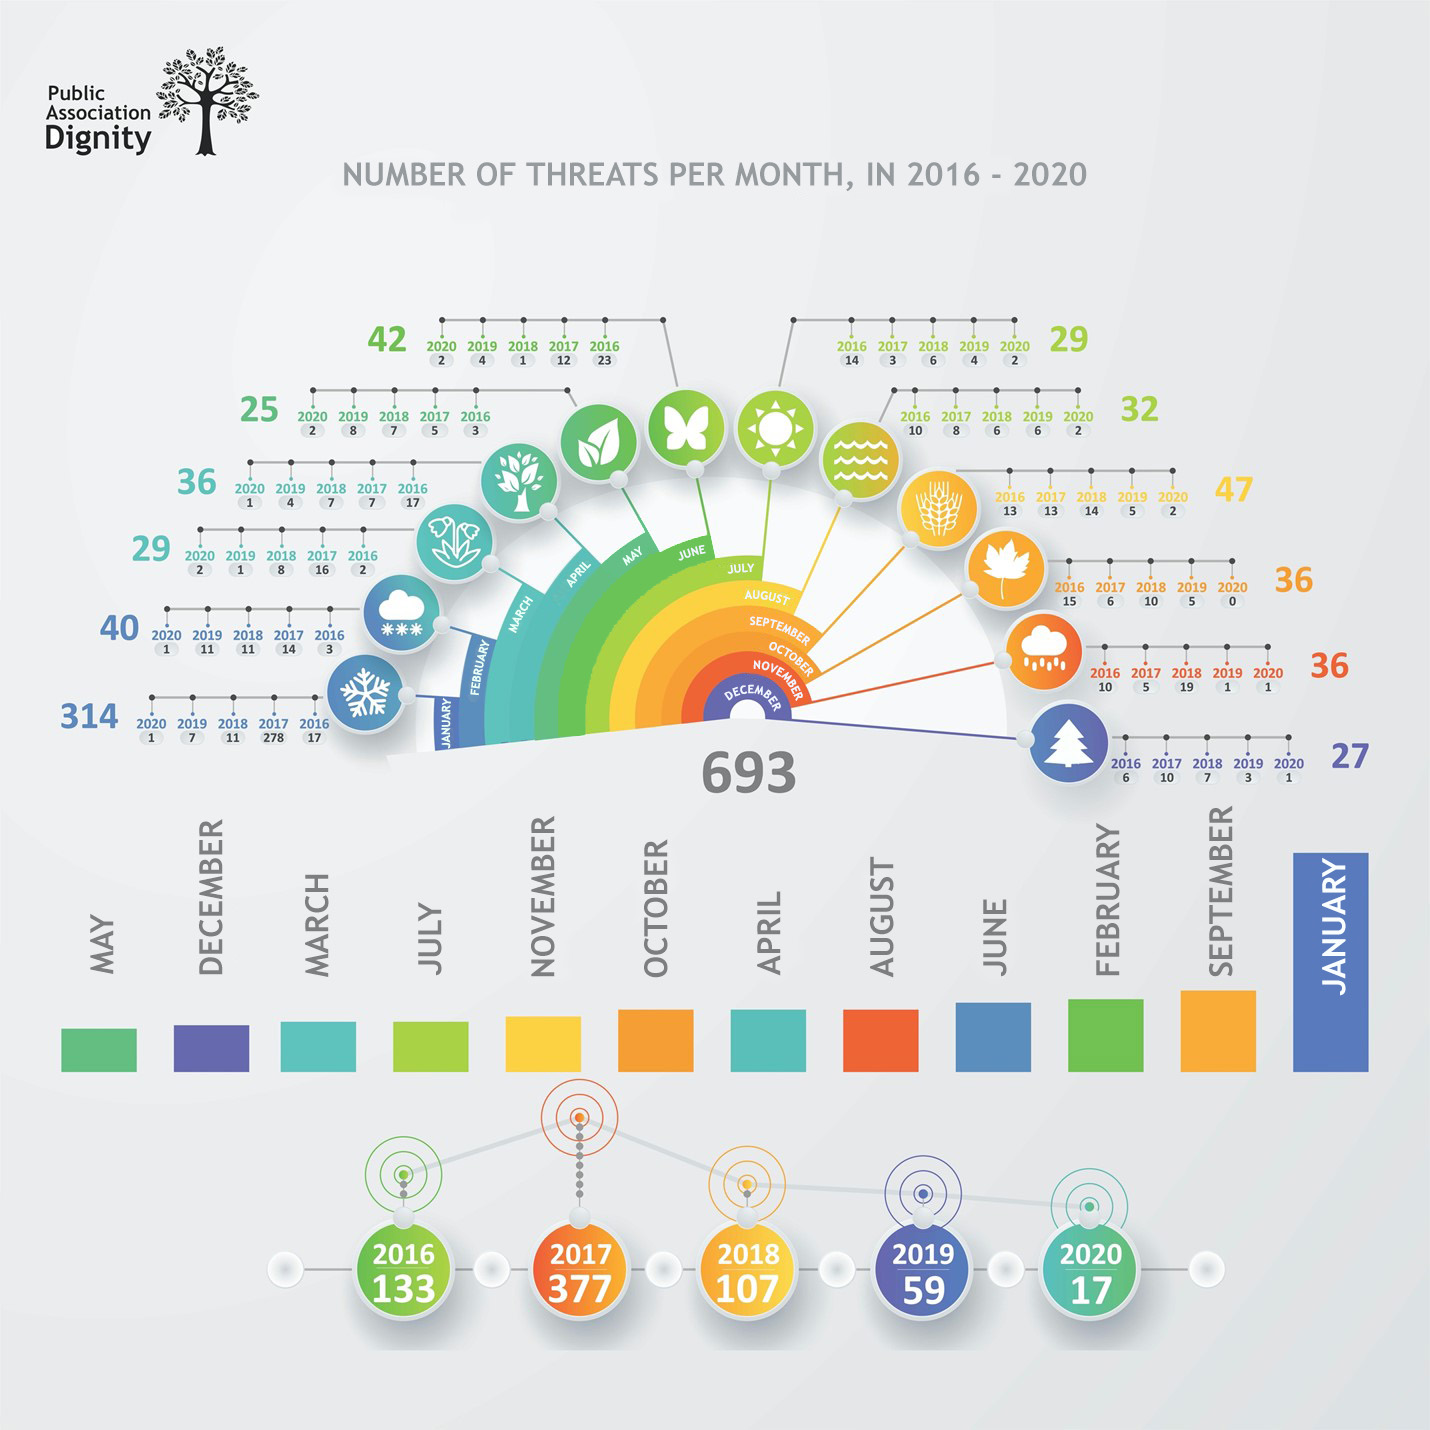 Public
Association
Dignity
NUMBER OF THREATS PER MONTH, IN 2016 - 2020
42
2020 2019 2018 2017 2016
2 4 1 12 23
29
2016 2017 2018 2019 2020
14 3 6 4 2
25
2020 2019 2018 2017 2016
2 8 7 5 3
32
2016 2017 2018 2019 2020
10 8 6 6 2
36
2020 2019 2018 2017 2016
1 4 7 7 17
47
2016 2017 2018 2019 2020
13 13 14 5 2
29
2020 2019 2018 2017 2016
2 1 8 16 2
36
2016 2017 2018 2019 2020
15 6 10 5 0
40
2020 2019 2018 2017 2016
1 11 11 14 3
36
2016 2017 2018 2019 2020
10 5 19 1 1
314
2020 2019 2018 2017 2016
1 7 11 278 17
27
2016 2017 2018 2019 2020
6 10 7 3 1
JANUARY
FEBRUARY
MARCH
APRIL
MAY
JUNE
JULY
AUGUST
SEPTEMBER
OCTOBER
NOVEMBER
DECEMBER
693
MAY
DECEMBER
MARCH
JULY
NOVEMBER
OCTOBER
APRIL
AUGUST
JUNE
FEBRUARY
SEPTEMBER
JANUARY
2016
133
2017
377
2018
107
2019
59
2020
17